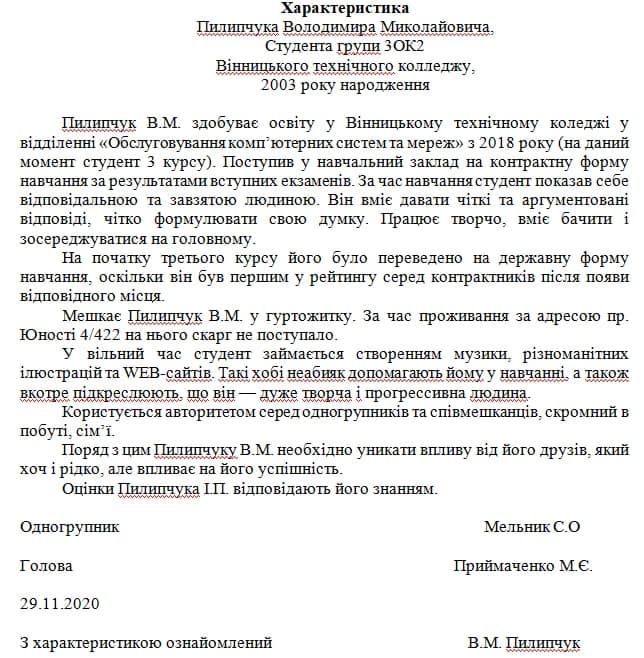 Характеристика
Пилипчука Володимира Миколайовича,
Студента групи 3ОК2
Вінницького технічного колледжу,
2003 року народження
Пилипчук В.М. здобуває освіту у Вінницькому технічному коледжі у
відділенні «Обслуговування комп’ютерних систем та мереж» з 2018 року (на даний
момент студент 3 курсу). Поступив у навчальний заклад на контрактну форму
навчання за результатами вступних екзаменів. За час навчання студент показав себе
відповідальною та завзятою людиною. Він вміє давати чіткі та аргументовані
відповіді, чітко формулювати свою думку. Працює творчо, вміє бачити і
зосереджуватися на головному.
На початку третього курсу його було переведено на державну форму
навчання, оскільки він був першим у рейтингу серед контрактників після появи
відповідного місця.
Мешкає Пилипчук В.М. у гуртожитку. За час проживання за адресою пр.
Юності 4/422 на нього скарг не поступало.
У вільний час студент займається створенням музики, різноманітних
ілюстрацій та WEB-сайтів. Такі хобі неабияк допомагають йому у навчанні, а також
вкотре підкреслюють, що він — дуже творча і прогрессивна людина.
Користується авторитетом серед одногрупників та співмешканців, скромний в
побуті, сім’ї.
Поряд з цим Пилипчуку В.М. необхідно уникати впливу від його друзів, який
хоч і рідко, але впливає на його успішність.
Оцінки Пилипчука І.П. відповідають його знанням.
Одногрупник Мельник С.О
Голова Приймаченко М.Є.
29.11.2020
З характеристикою ознайомлений В.М. Пилипчук